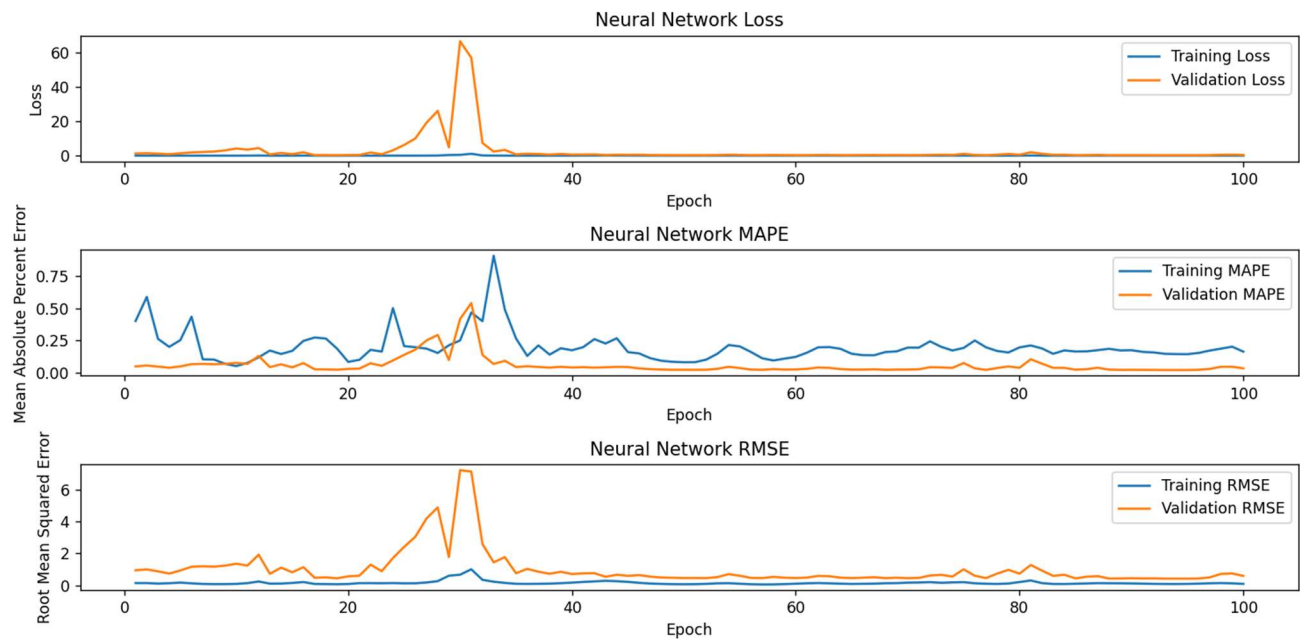 Neural Network Loss
Loss
60
40
20
0
Training Loss
Validation Loss
0 20 40 60 80 100
Epoch
Neural Network MAPE
Mean Absolute Percent Error
0.75
0.50
0.25
0.00
Training MAPE
Validation MAPE
0 20 40 60 80 100
Epoch
Neural Network RMSE
Root Mean Squared Error
6
4
2
0
Training RMSE
Validation RMSE
0 20 40 60 80 100
Epoch